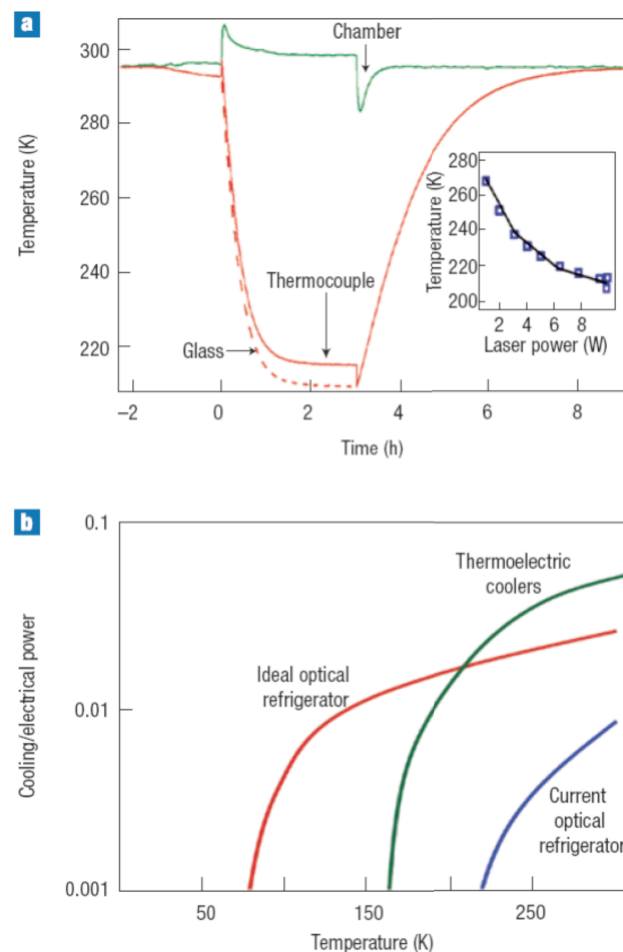 a
Chamber
300
280
260
240
220
Temperature (K)
Thermocouple
Glass
−2
0
2
4
6
8
Time (h)
280
260
240
220
200
Temperature (K)
2 4 6 8
Laser power (W)
b
0.1
0.01
0.001
Cooling/electrical power
Thermoelectric
coolers
Ideal optical
refrigerator
Current
optical
refrigerator
50
150
250
Temperature (K)